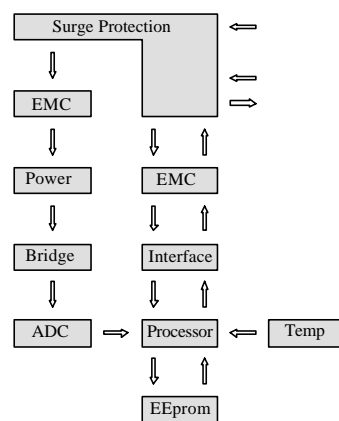 Surge Protection
EMC
Power
EMC
Bridge
Interface
ADC
Processor
Temp
EEprom